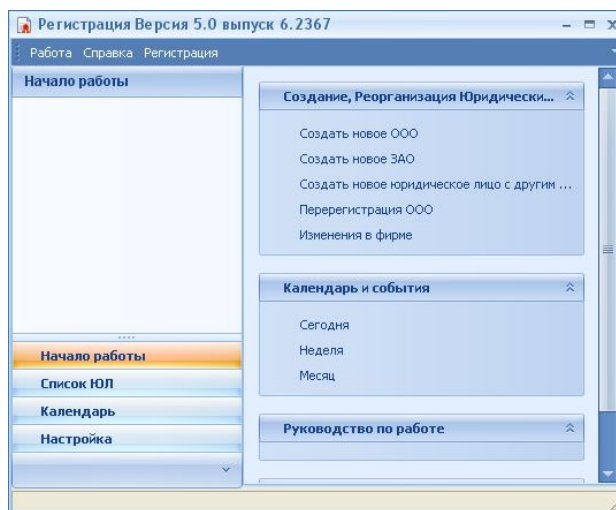 Регистрация Версия 5.0 выпуск 6.2367
Работа Справка Регистрация
Начало работы
Создание, Реорганизация Юридически...
Создать новое ООО
Создать новое ЗАО
Создать новое юридическое лицо с другим ...
Перерегистрация ООО
Изменения в фирме
Календарь и события
Сегодня
Неделя
Месяц
Руководство по работе
Начало работы
Список ЮЛ
Календарь
Настройка